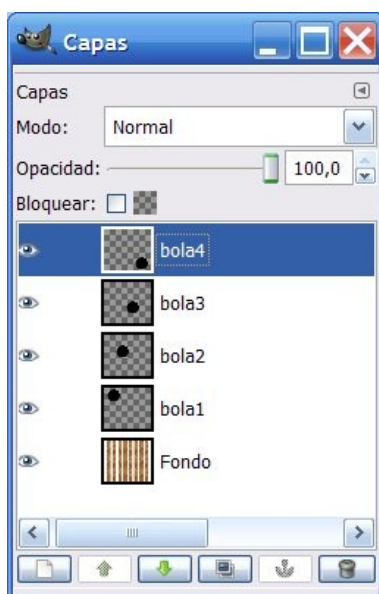 Capas
Capas
Modo: Normal
Opacidad: 100,0
Bloquear:
bola4
bola3
bola2
bola1
Fondo